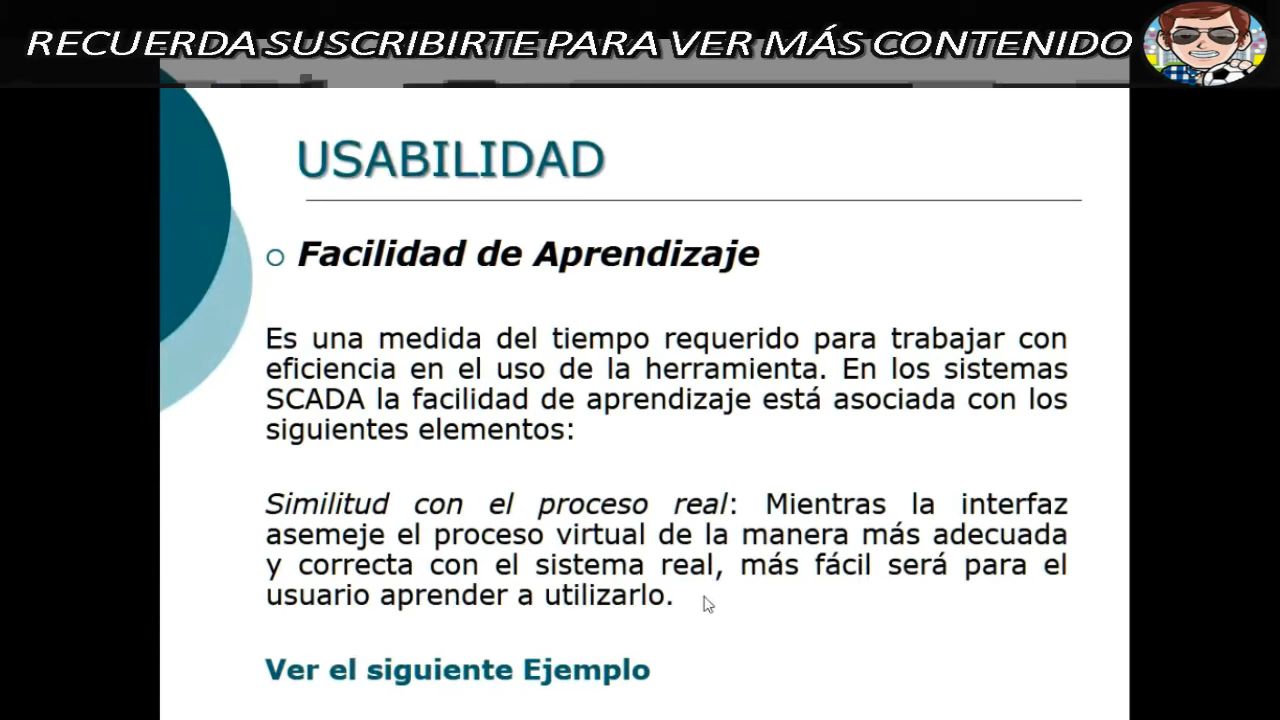 RECUERDA SUSCRIBIRTE PARA VER MÁS CONTENIDO
USABILIDAD
Facilidad de Aprendizaje
Es una medida del tiempo requerido para trabajar con
eficiencia en el uso de la herramienta. En los sistemas
SCADA la facilidad de aprendizaje está asociada con los
siguientes elementos:
Similitud con el proceso real: Mientras la interfaz
asemeje el proceso virtual de la manera más adecuada
y correcta con el sistema real, más fácil será para el
usuario aprender a utilizarlo.
Ver el siguiente Ejemplo